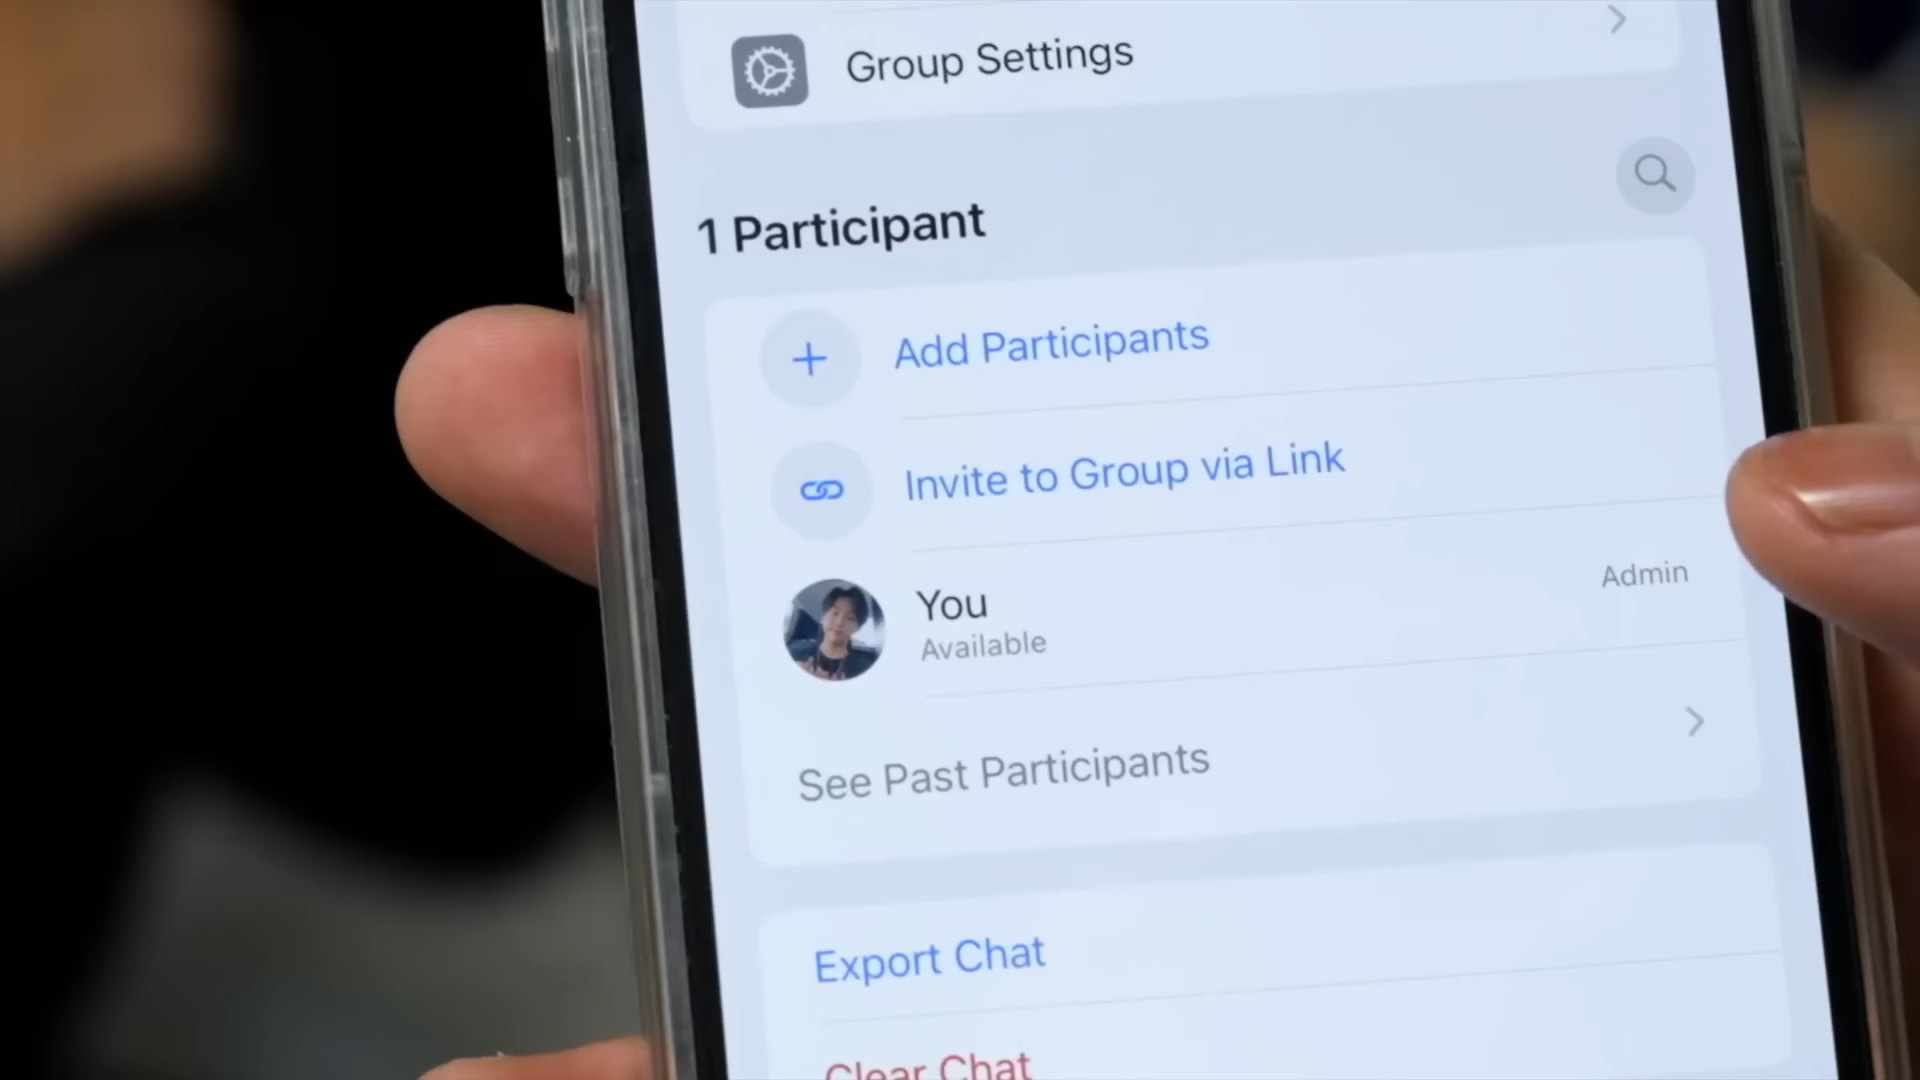 Group Settings
1 Participant
Add Participants
Invite to Group via Link
You
Admin
Available
See Past Participants
Export Chat
Clear Chat